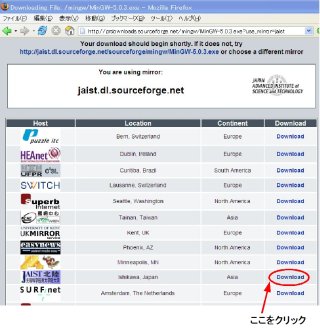 Downloading File: /mingw/MinGW-5.0.3.exe - Mozilla Firefox
ファイル(F) 編集(E) 表示(V) 移動(G) ブックマーク(B) ツール(T) ヘルプ(H)
http://prdownloads.sourceforge.net/mingw/MinGW-5.0.3.exe?use_mirror=jaist
Your download should begin shortly. If it does not, try
http://jaist.dl.sourceforge.net/sourceforge/mingw/MinGW-5.0.3.exe or choose a different mirror
You are using mirror:
jaist.dl.sourceforge.net
JAPAN
ADVANCED INSTITUTE OF
SCIENCE AND TECHNOLOGY
Host Location Continent Download
puzzle itc Bern, Switzerland Europe Download
HEAnet Dublin, Ireland Europe Download
UFPR Curitiba, Brazil South America Download
SWITCH Lausanne, Switzerland Europe Download
Superb Internet Seattle, Washington North America Download
Tainan, Taiwan Asia Download
UKMIRROR Kent, UK Europe Download
easynews Phoenix, AZ North America Download
Minneapolis, MN North America Download
JAIST 北陸 Ishikawa, Japan Asia Download
SURF net Amsterdam, The Netherlands Europe Download
ここをクリック